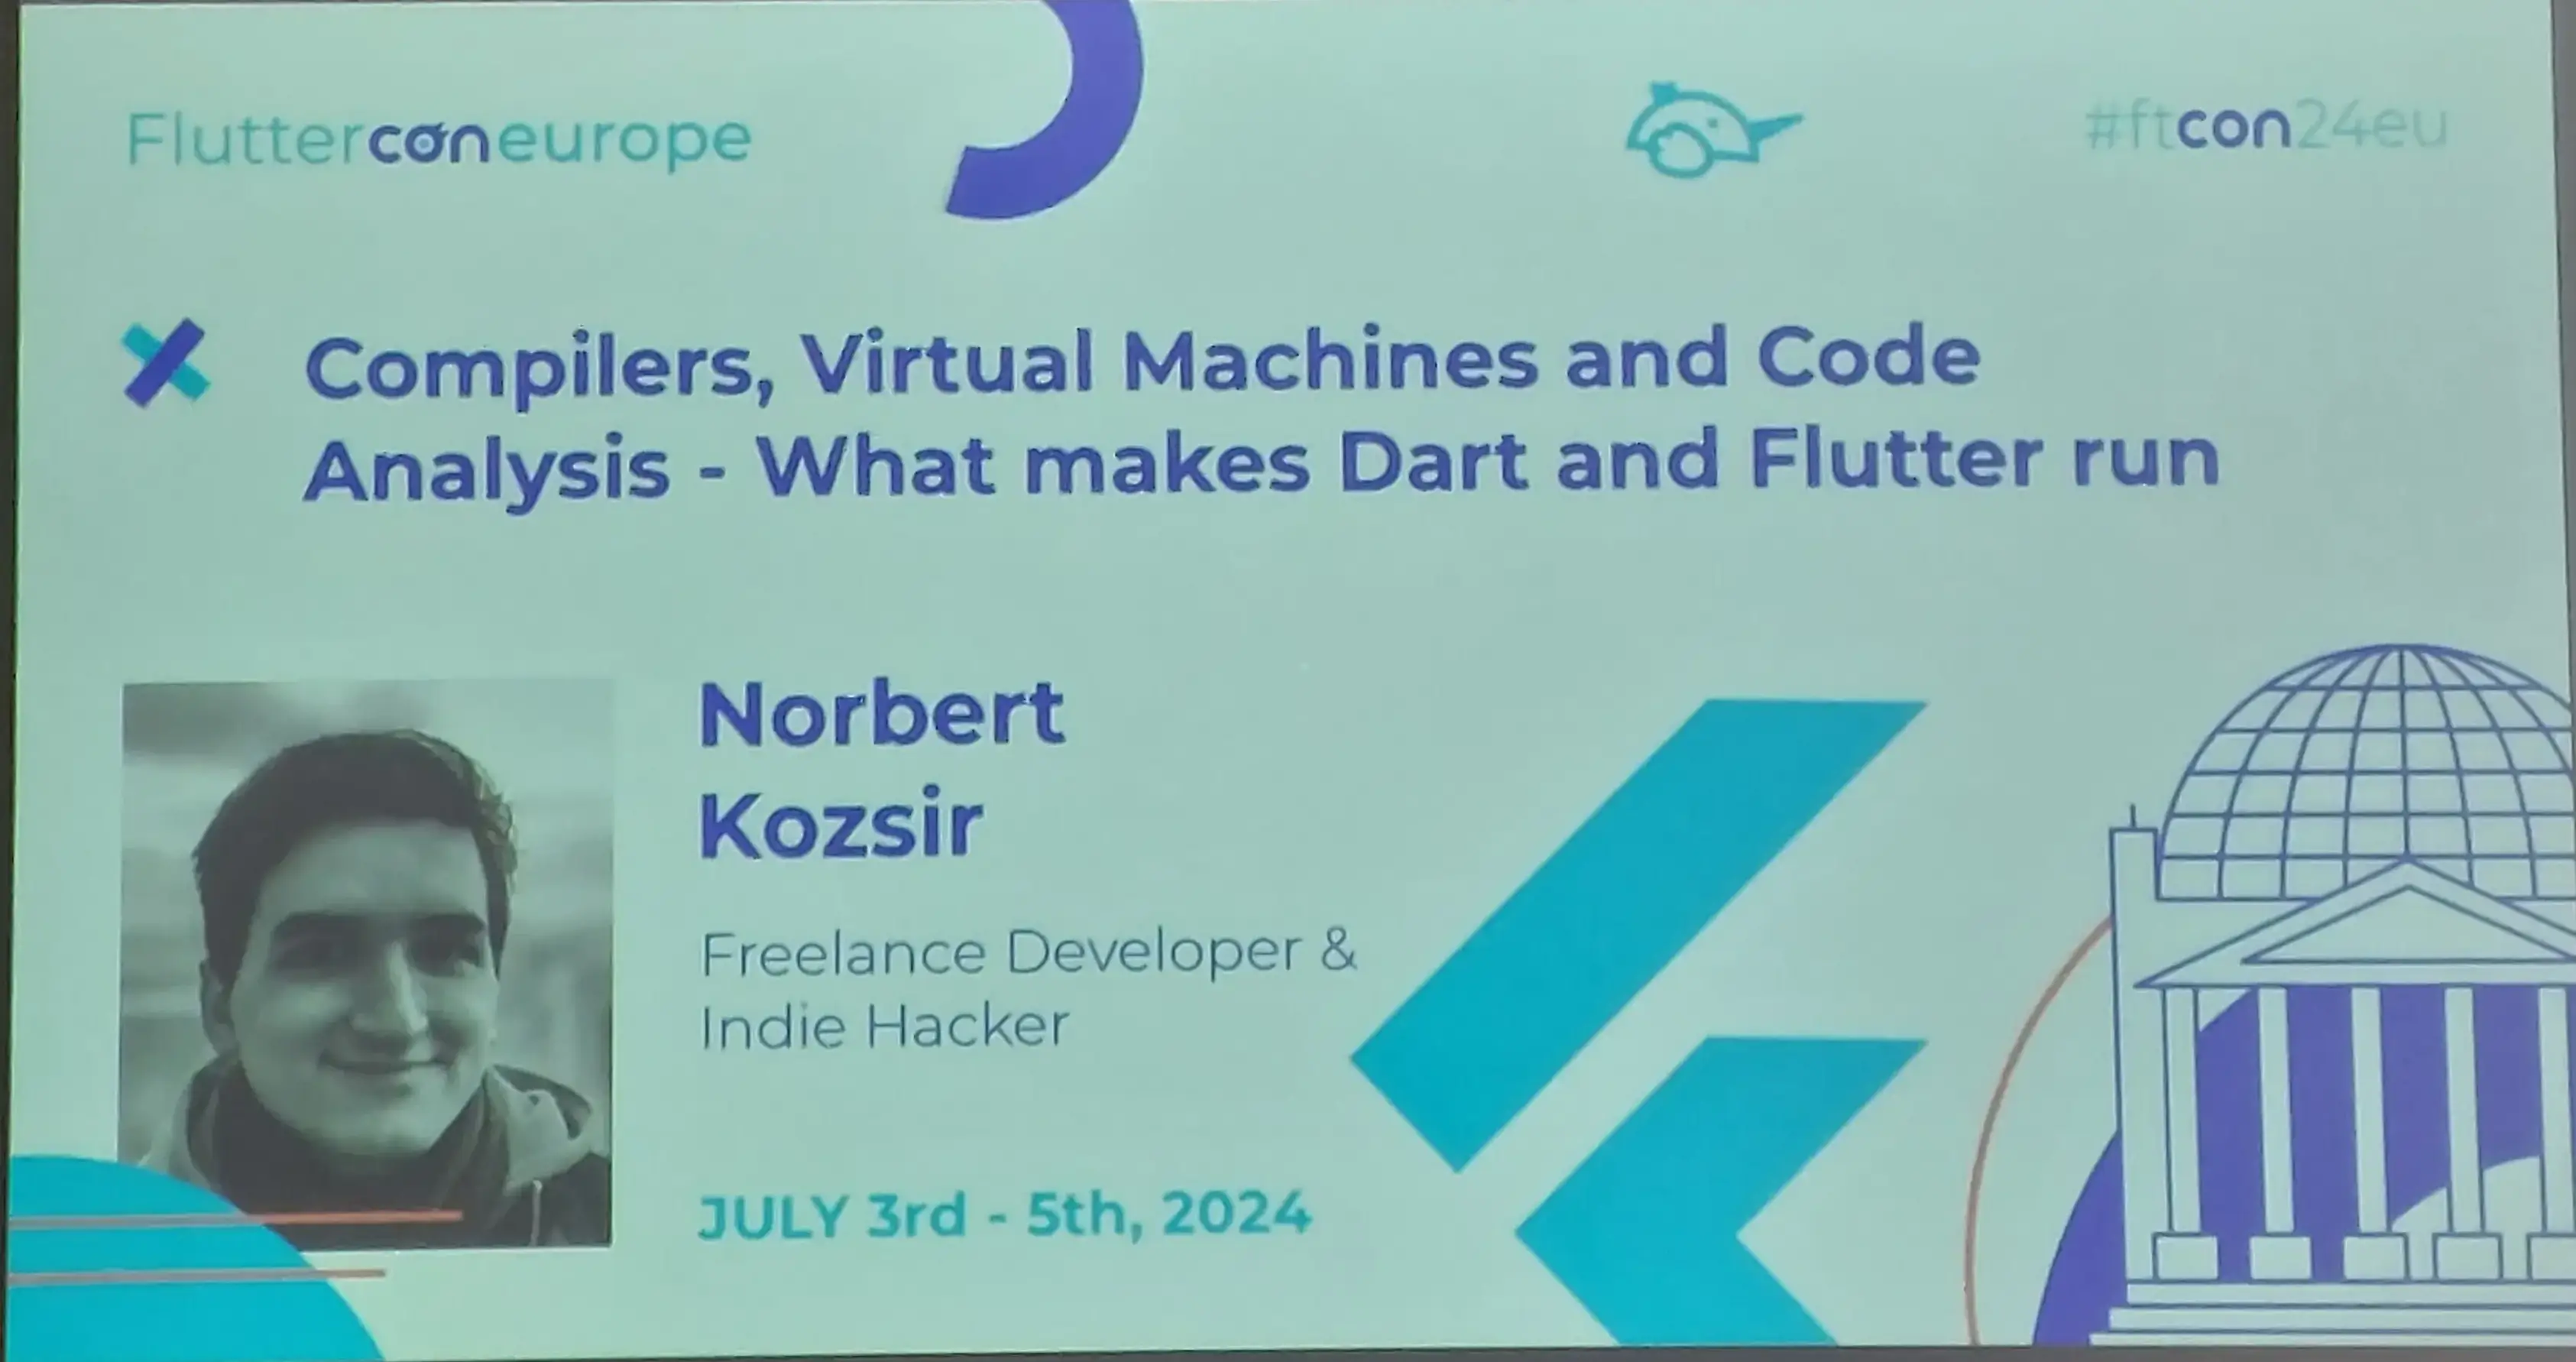 Flutterconeurope
#ftcon24eu
Compilers, Virtual Machines and Code
Analysis - What makes Dart and Flutter run
Norbert
Kozsir
Freelance Developer &
Indie Hacker
JULY 3rd - 5th, 2024